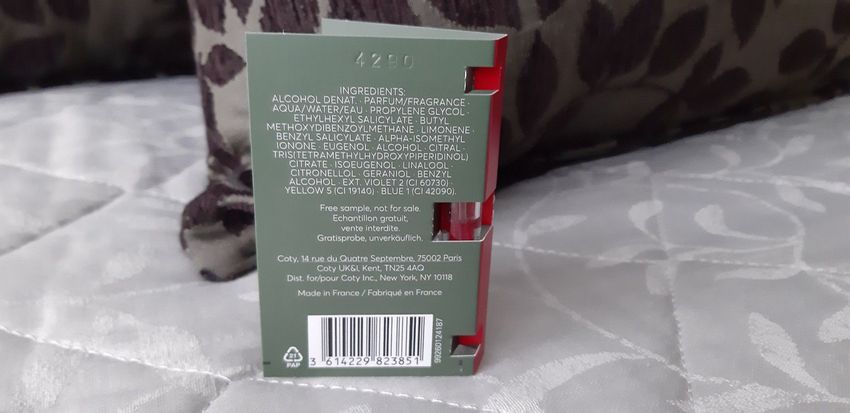 4290
INGREDIENTS:
ALCOHOL DENAT. · PARFUM/FRAGRANCE ·
AQUA/WATER/EAU · PROPYLENE GLYCOL ·
ETHYLHEXYL SALICYLATE · BUTYL
METHOXYDIBENZOYLMETHANE · LIMONENE ·
BENZYL SALICYLATE · ALPHA-ISOMETHYL
IONONE · EUGENOL · ALCOHOL · CITRAL ·
TRIS(TETRAMETHYLHYDROXYPIPERIDINOL)
CITRATE · ISOEUGENOL · LINALOOL ·
CITRONELLOL · GERANIOL · BENZYL
ALCOHOL · EXT. VIOLET 2 (CI 60730) ·
YELLOW 5 (CI 19140) · BLUE 1 (CI 42090).
Free sample, not for sale.
Echantillon gratuit,
vente interdite.
Gratisprobe, unverkäuflich.
Coty, 14 rue du Quatre Septembre, 75002 Paris
Coty UK&I, Kent, TN25 4AQ
Dist. for/pour Coty Inc., New York, NY 10118
Made in France / Fabriqué en France
3 614229 823851
99260124187
21
PAP